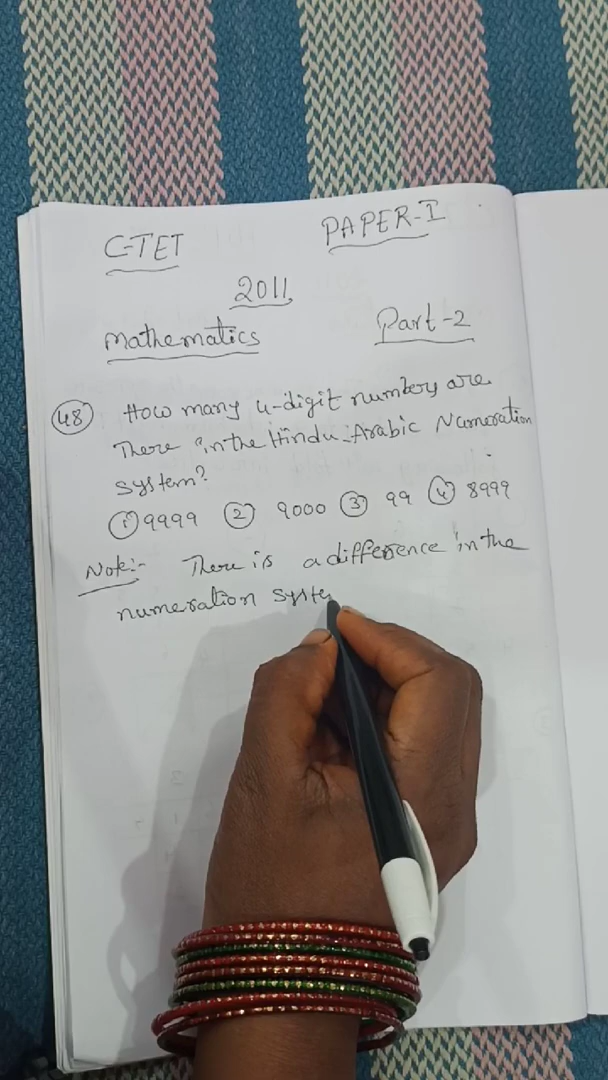 C-TET PAPER-I
2011
Mathematics Part-2
48 How many 4-digit numbers are
There in the Hindu-Arabic Numeration
System?
① 9999 ② 9000 ③ 99 ④ 8999
Note:- There is a difference in the
numeration Syste